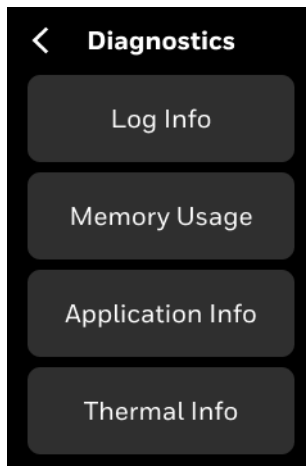 Diagnostics
Log Info
Memory Usage
Application Info
Thermal Info